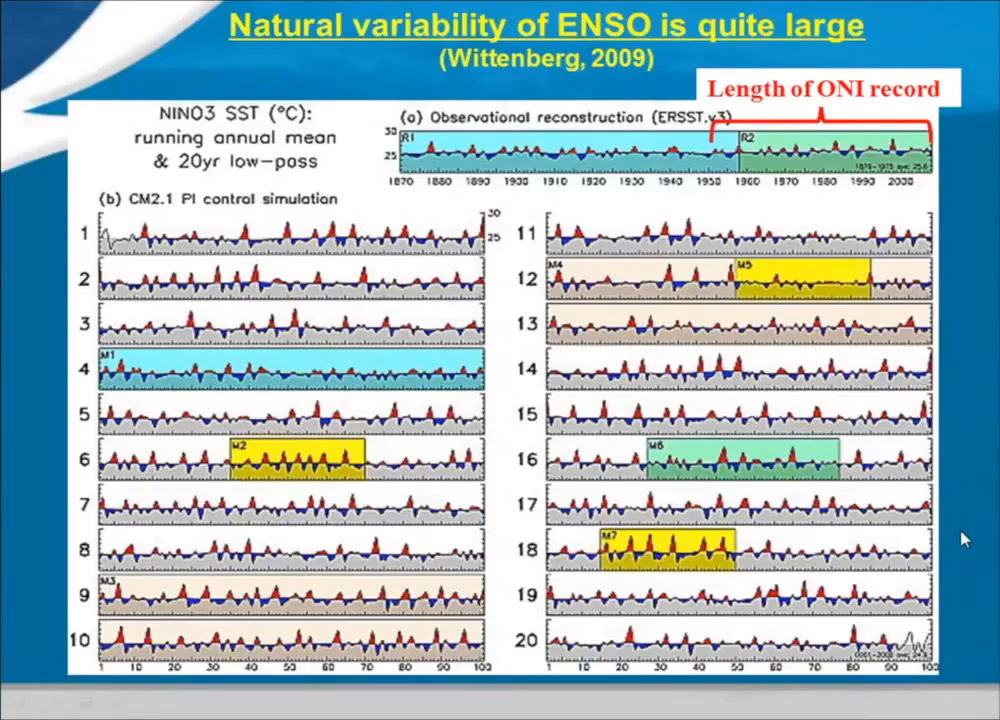 Natural variability of ENSO is quite large
(Wittenberg, 2009)
Length of ONI record
NINO3 SST (°C):
running annual mean
& 20yr low-pass
(a) Observational reconstruction (ERSST.v3)
30
25
R1
R2
1870 1880 1890 1900 1910 1920 1930 1940 1950 1960 1970 1980 1990 2000
(b) CM2.1 PI control simulation
30
25
1
2
3
4 M1
5
6 M2
7
8
9 M3
10
1 10 20 30 40 50 60 70 80 90 100
11
12 M4 M5
13
14
15
16 M6
17
18 M7
19
20
1 10 20 30 40 50 60 70 80 90 100